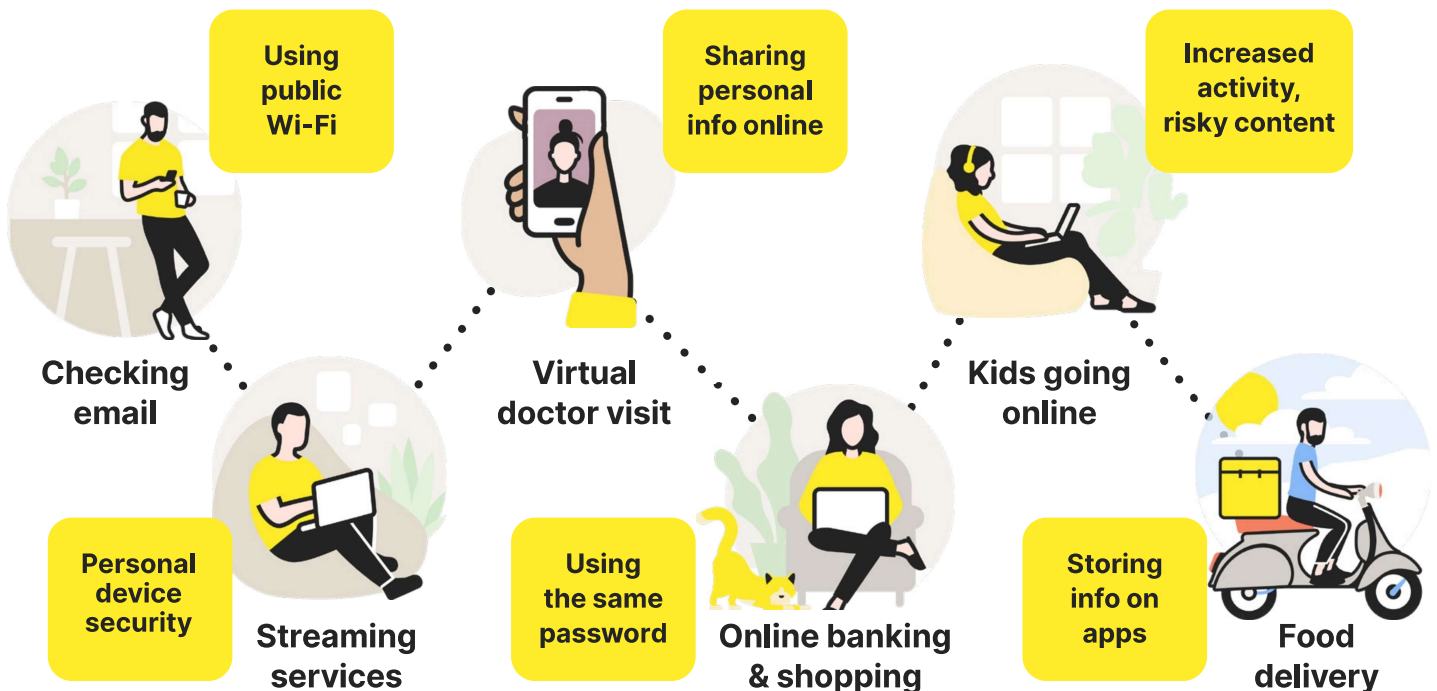 Using
public
Wi-Fi
Checking
email
Personal
device
security
Streaming
services
Sharing
personal
info online
Virtual
doctor visit
Using
the same
password
Online banking
& shopping
Increased
activity,
risky content
Kids going
online
Storing
info on
apps
Food
delivery